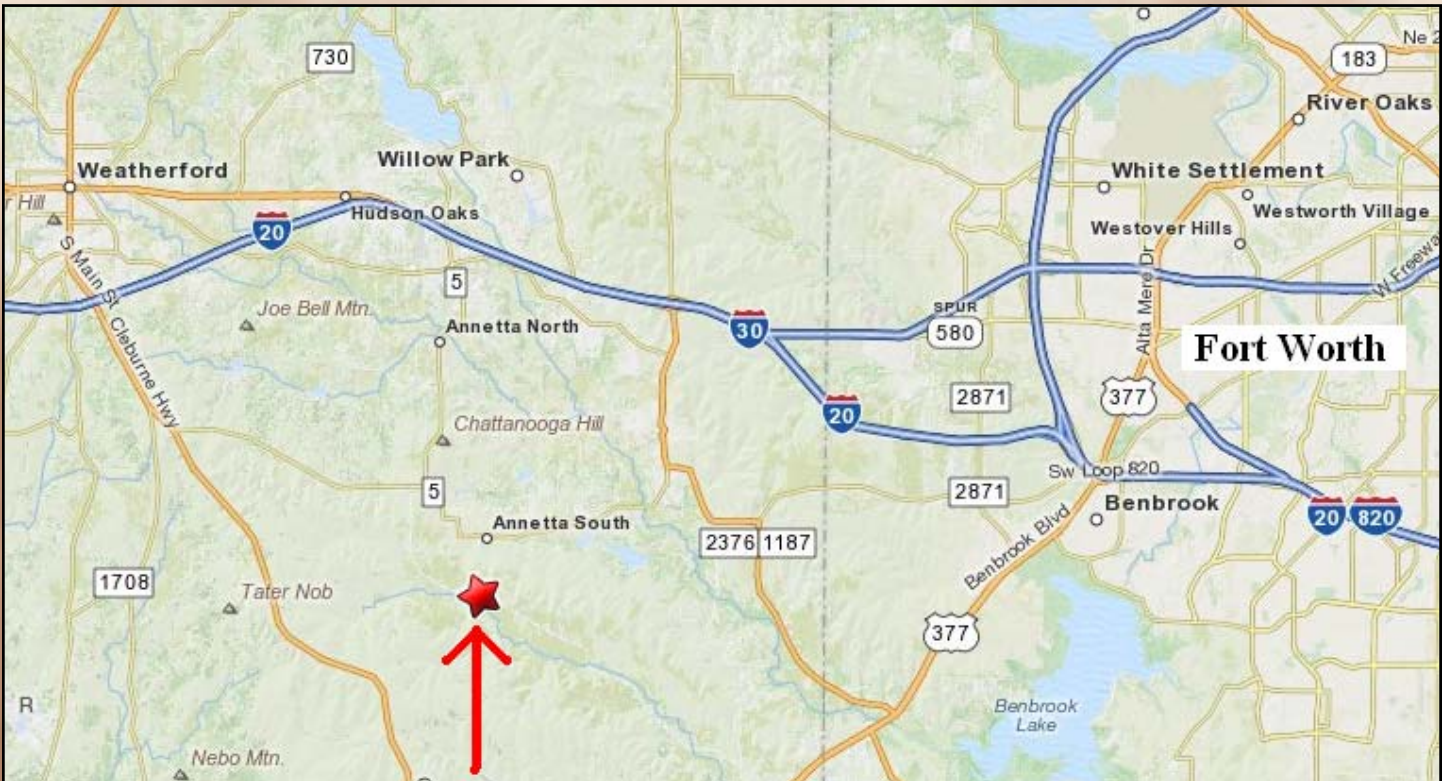 730
Ne 2
183
River Oaks
Weatherford
Willow Park
White Settlement
r Hill
Hudson Oaks
Westworth Village
20
Westover Hills
S Main St
5
W Freeway
Joe Bell Mtn.
Annetta North
SPUR
580
30
Alta Mere Dr
Fort Worth
Cleburne Hwy
2871
377
20
Chattanooga Hill
Sw Loop 820
5
2871
Benbrook
Annetta South
20
820
2376
1187
Benbrook Blvd
1708
Tater Nob
377
R
Benbrook
Lake
Nebo Mtn.